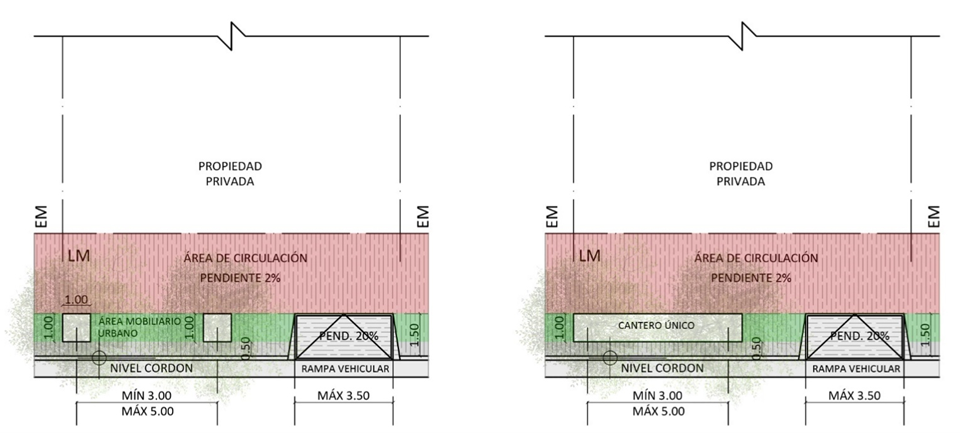 PROPIEDAD
PRIVADA
EM
EM
LM
ÁREA DE CIRCULACIÓN
PENDIENTE 2%
1.00
1.00
ÁREA MOBILIARIO
URBANO
1.00
0.50
PEND. 20%
1.50
NIVEL CORDON
RAMPA VEHICULAR
MÍN 3.00
MÁX 5.00
MÁX 3.50
PROPIEDAD
PRIVADA
EM
EM
LM
ÁREA DE CIRCULACIÓN
PENDIENTE 2%
1.00
CANTERO ÚNICO
0.50
PEND. 20%
1.50
NIVEL CORDON
RAMPA VEHICULAR
MÍN 3.00
MÁX 5.00
MÁX 3.50